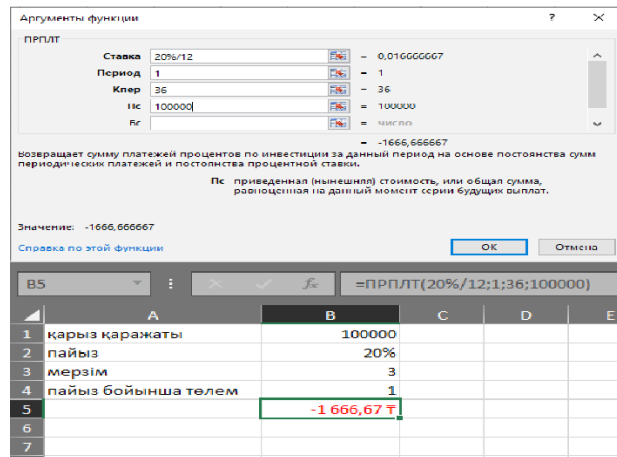 Аргументы функции ? ×
ПРПЛТ
Ставка 20%/12 = 0,016666667
Период 1 = 1
Кпер 36 = 36
Пс 100000 = 100000
Бс = число
= -1666,666667
Возвращает сумму платежей процентов по инвестиции за данный период на основе постоянства сумм
периодических платежей и постоянства процентной ставки.
Пс приведенная (нынешняя) стоимость, или общая сумма,
равноценная на данный момент серии будущих выплат.
Значение: -1666,666667
Справка по этой функции
ОК Отмена
B5 fx =ПРПЛТ(20%/12;1;36;100000)
A B C D E
1 қарыз қаражаты 100000
2 пайыз 20%
3 мерзім 3
4 пайыз бойынша төлем 1
5 -1 666,67 ₸
6
7